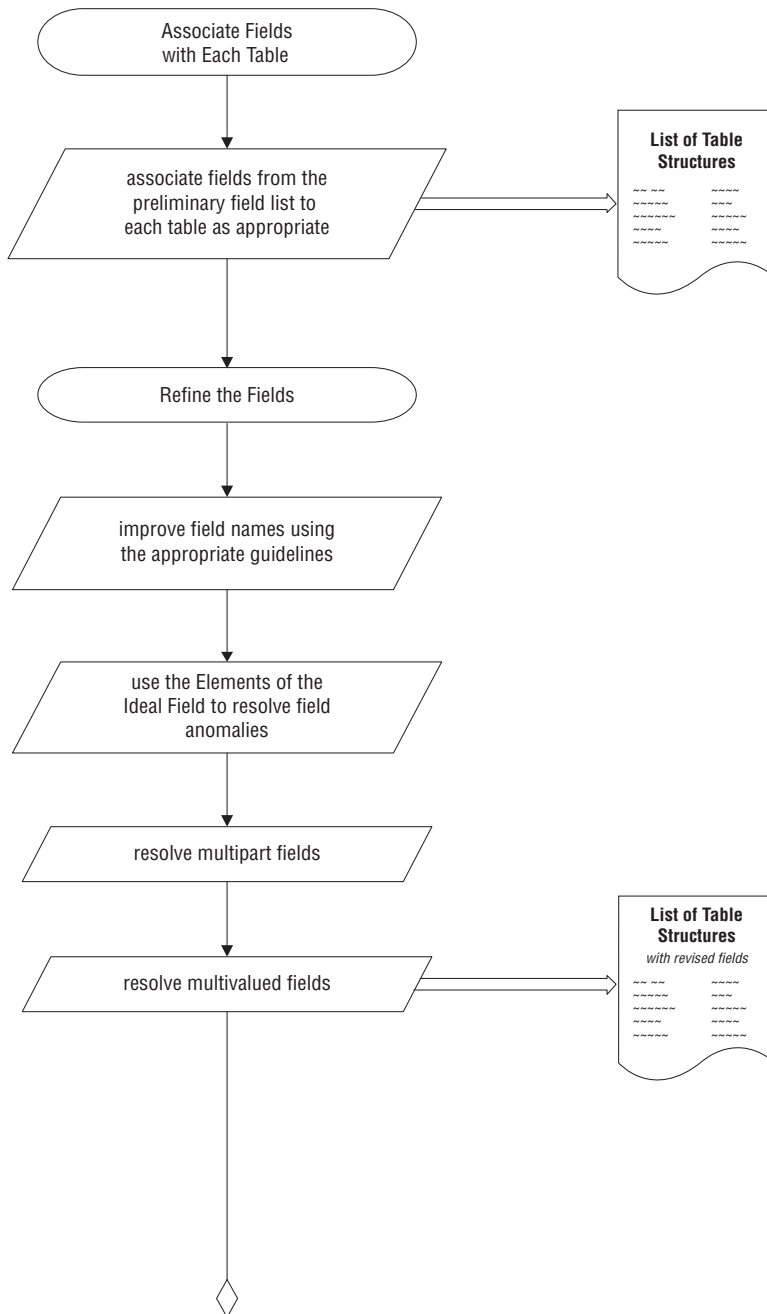 Associate Fields
with Each Table
associate fields from the
preliminary field list to
each table as appropriate
List of Table
Structures
~~ ~~ ~~~~
~~~~~ ~~~
~~~~~~ ~~~~~
~~~~ ~~~~
~~~~~ ~~~~~
Refine the Fields
improve field names using
the appropriate guidelines
use the Elements of the
Ideal Field to resolve field
anomalies
resolve multipart fields
resolve multivalued fields
List of Table
Structures
with revised fields
~~ ~~ ~~~~
~~~~~ ~~~
~~~~~~ ~~~~~
~~~~ ~~~~
~~~~~ ~~~~~